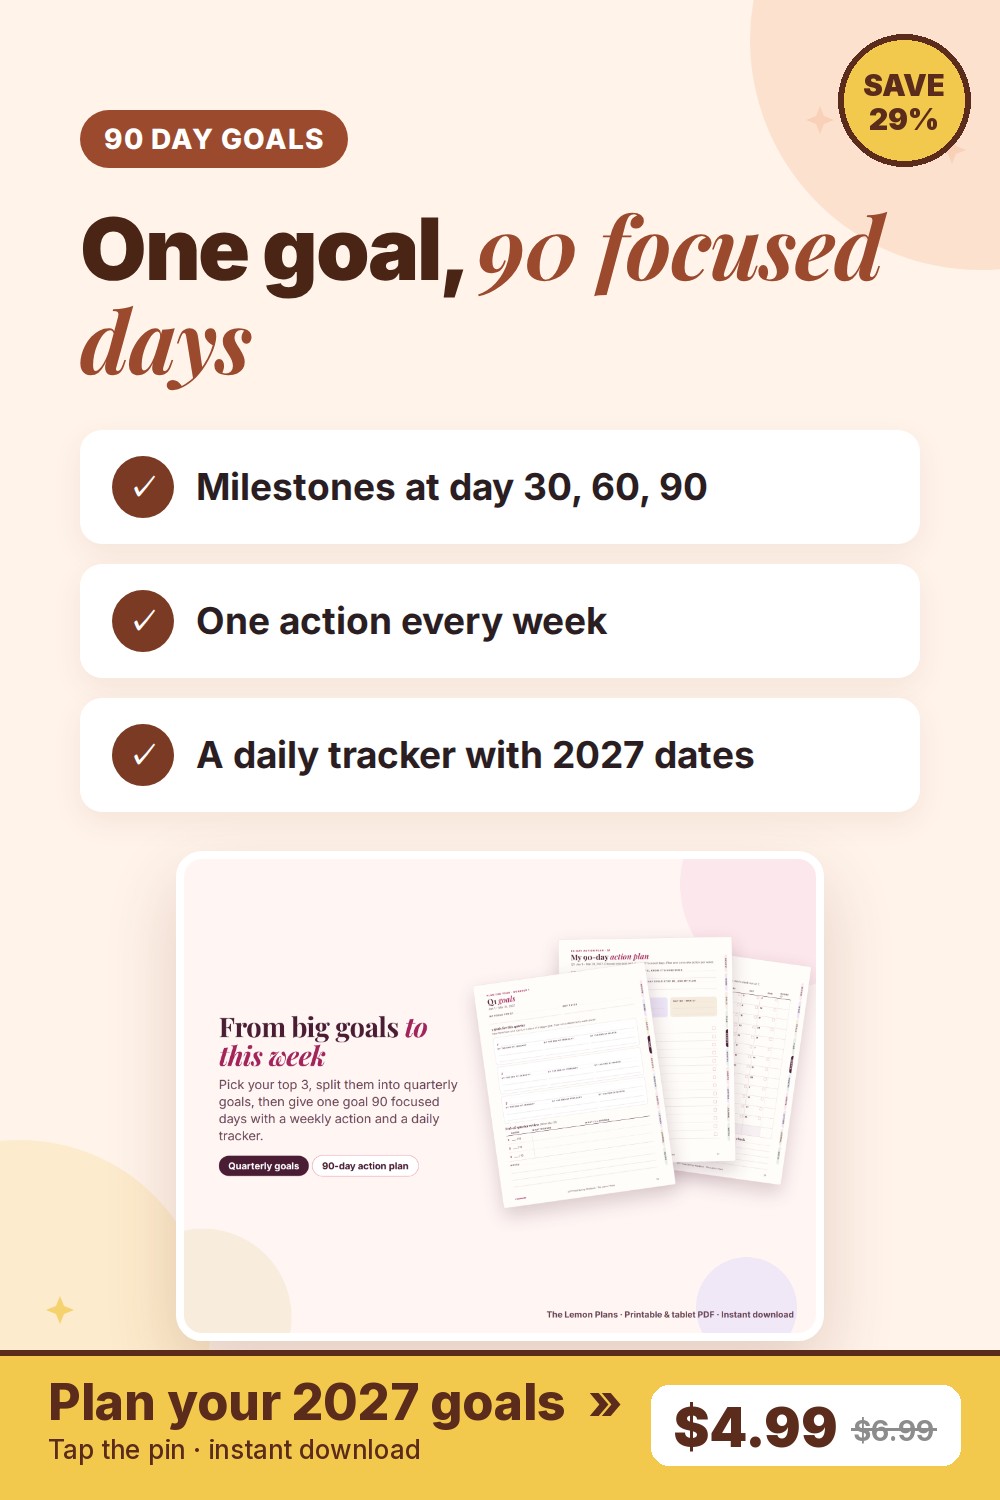 SAVE
29%
90 DAY GOALS
One goal, 90 focused
days
✓ Milestones at day 30, 60, 90
✓ One action every week
✓ A daily tracker with 2027 dates
From big goals to
this week
Pick your top 3, split them into quarterly
goals, then give one goal 90 focused
days with a weekly action and a daily
tracker.
Quarterly goals
90-day action plan
My 90-day action plan
Q1 goals
The Lemon Plans · Printable & tablet PDF · Instant download
Plan your 2027 goals »
Tap the pin · instant download
$4.99 $6.99